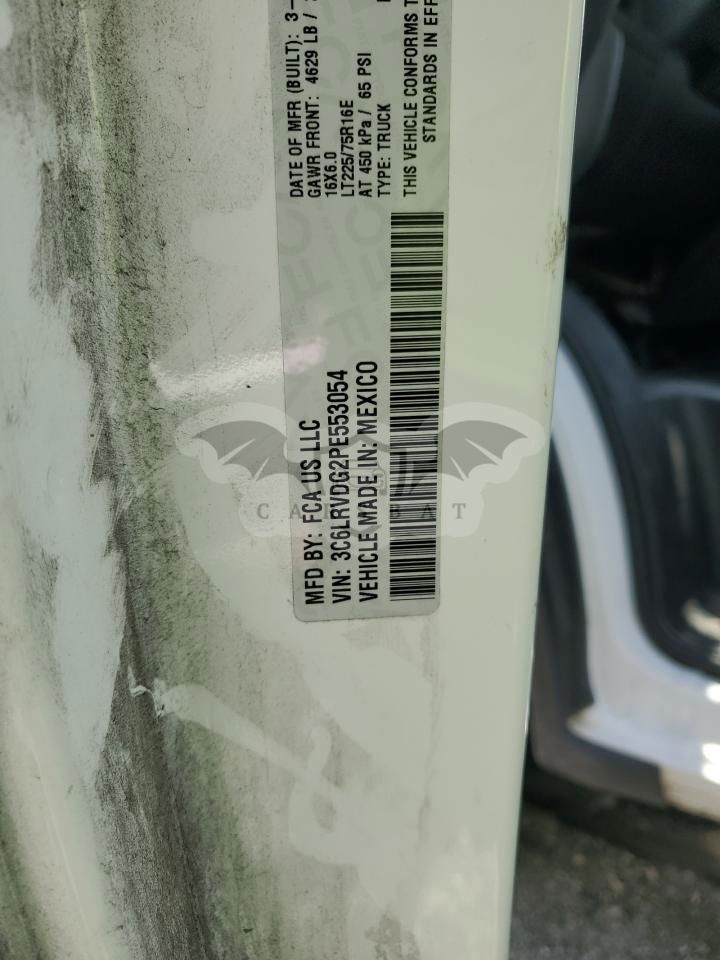 MFD BY: FCA US LLC
DATE OF MFR (BUILT): 3-
VIN: 3C6LRVDG2PE553054
GAWR FRONT: 4629 LB /
VEHICLE MADE IN: MEXICO
16X6.0
LT225/75R16E
AT 450 kPa / 65 PSI
TYPE: TRUCK
THIS VEHICLE CONFORMS T
STANDARDS IN EFF